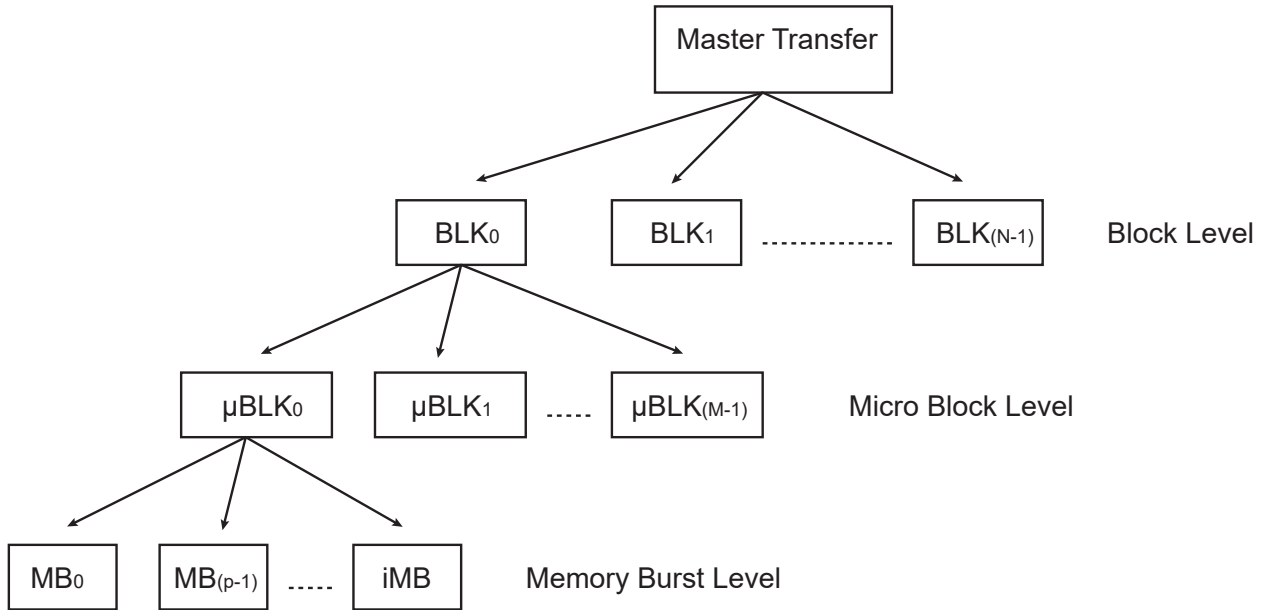 Master Transfer
BLK0 BLK1 BLK(N-1) Block Level
µBLK0 µBLK1 µBLK(M-1) Micro Block Level
MB0 MB(p-1) iMB Memory Burst Level